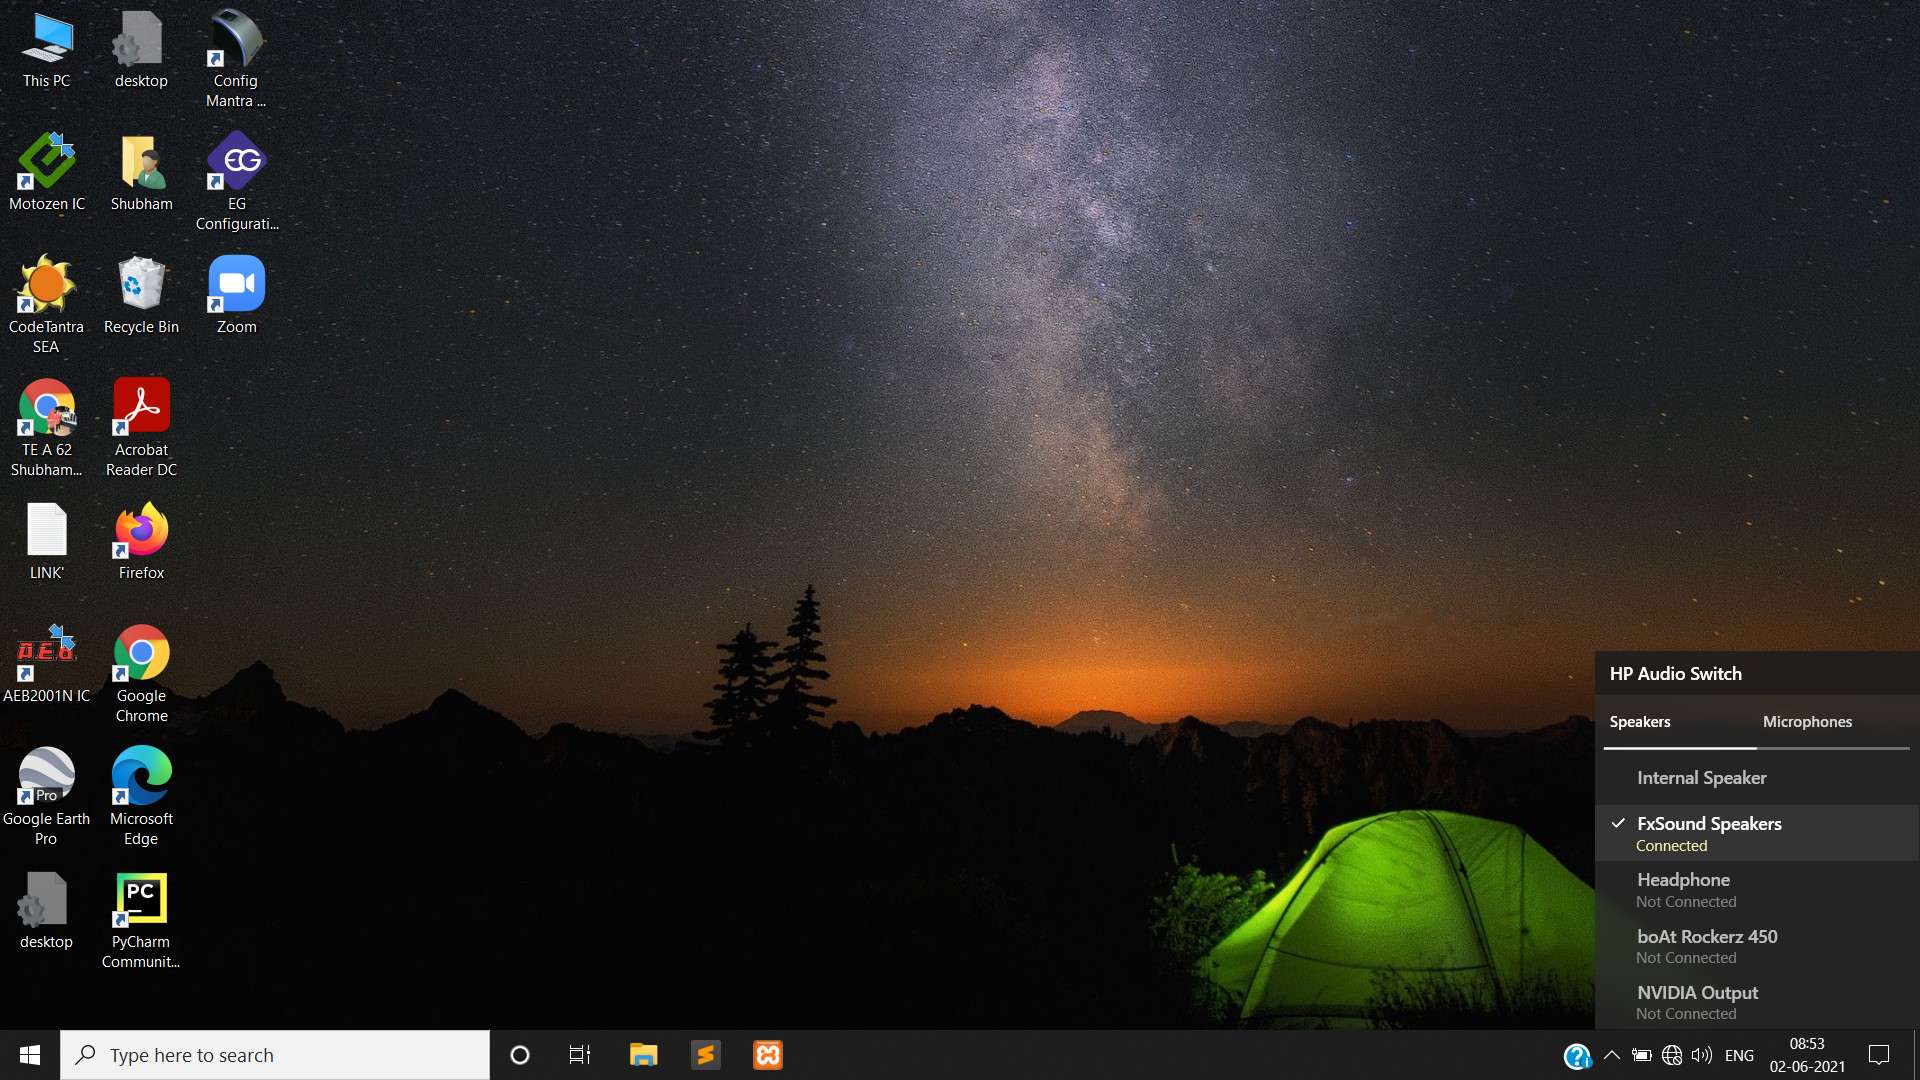 This PC
desktop
Config
Mantra ...
Motozen IC
Shubham
EG
EG
Configurati...
CodeTantra
SEA
Recycle Bin
Zoom
TE A 62
Shubham...
Acrobat
Reader DC
LINK'
Firefox
AEB
AEB2001N IC
Google
Chrome
Pro
Google Earth
Pro
Microsoft
Edge
desktop
PC
PyCharm
Communit...
HP Audio Switch
Speakers
Microphones
Internal Speaker
FxSound Speakers
Connected
Headphone
Not Connected
boAt Rockerz 450
Not Connected
NVIDIA Output
Not Connected
Type here to search
ENG
08:53
02-06-2021